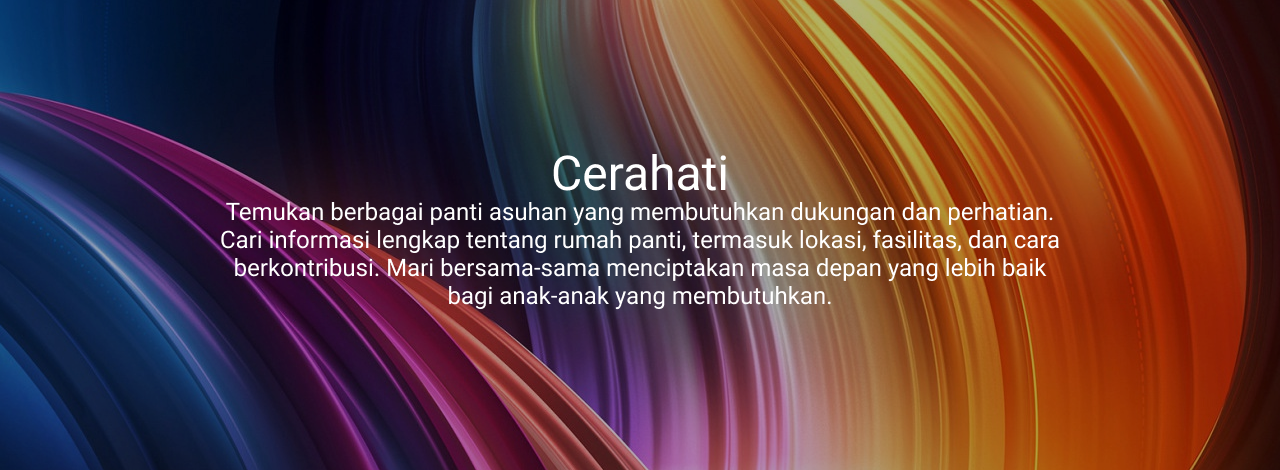 Cerahati
Temukan berbagai panti asuhan yang membutuhkan dukungan dan perhatian.
Cari informasi lengkap tentang rumah panti, termasuk lokasi, fasilitas, dan cara
berkontribusi. Mari bersama-sama menciptakan masa depan yang lebih baik
bagi anak-anak yang membutuhkan.